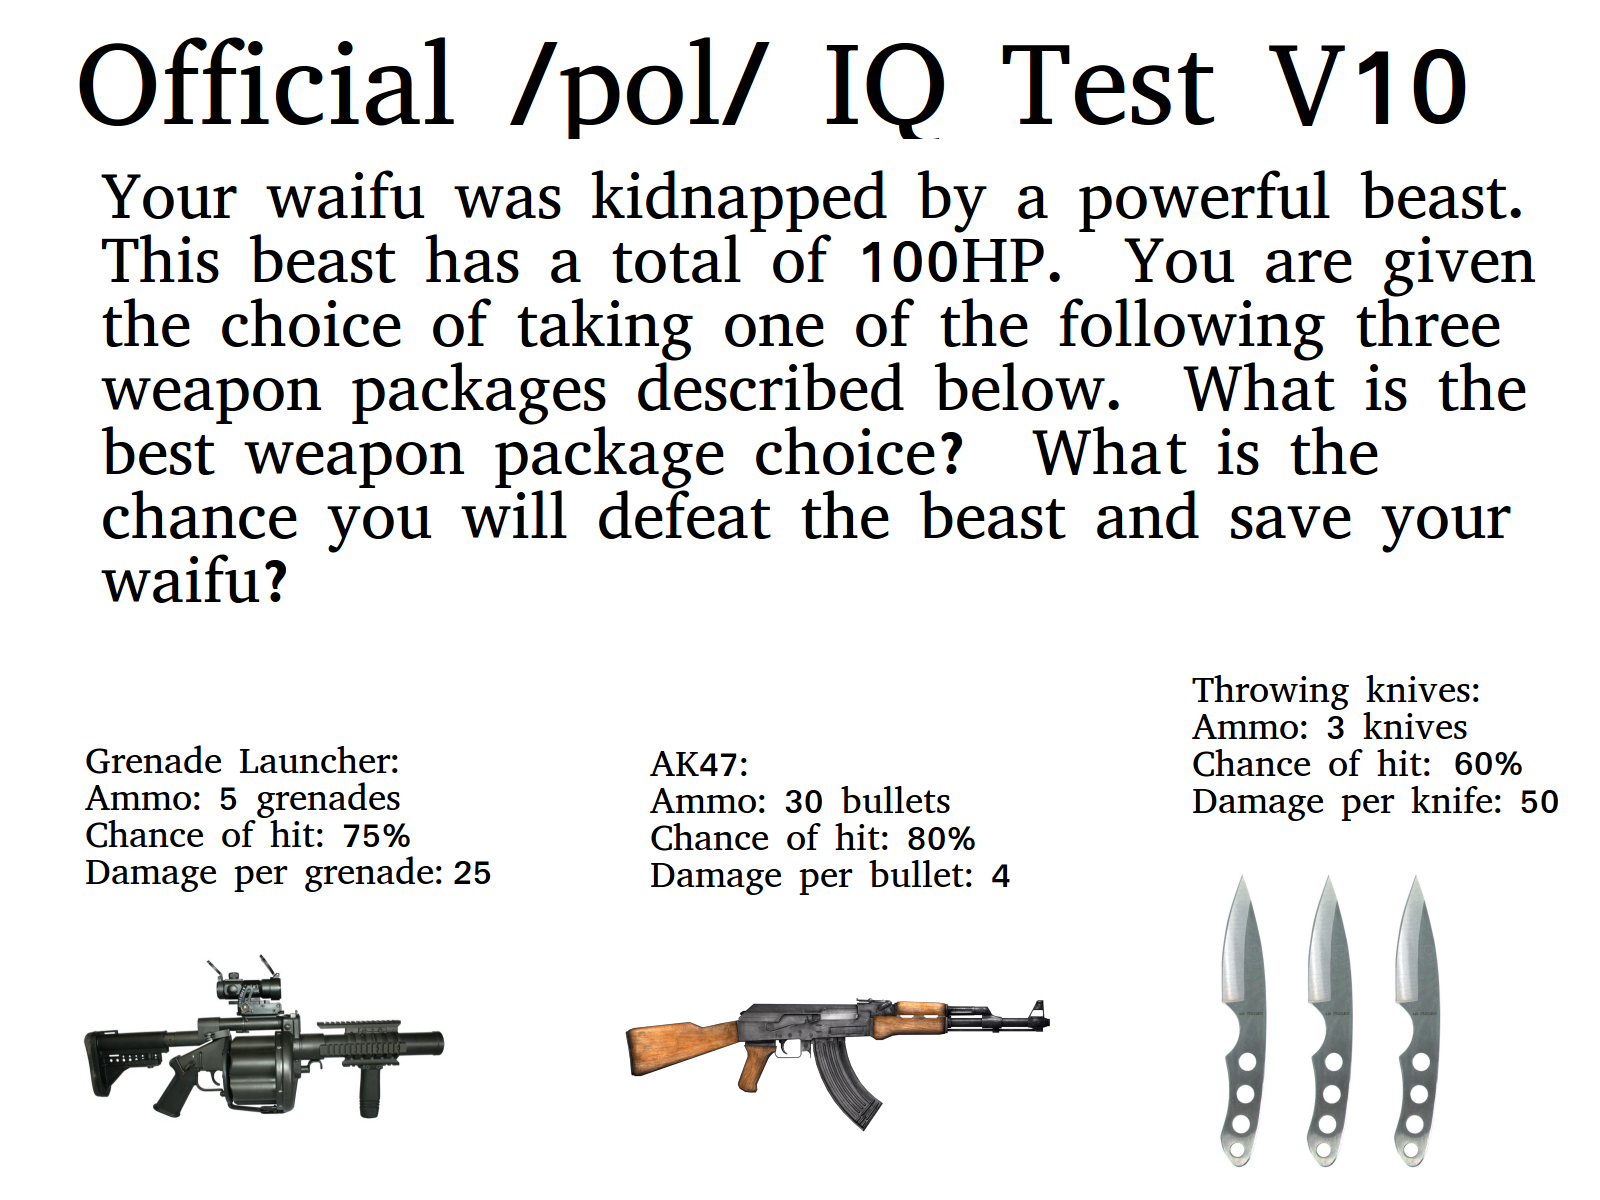 Official /pol/ IQ Test V10
Your waifu was kidnapped by a powerful beast.
This beast has a total of 100HP. You are given
the choice of taking one of the following three
weapon packages described below. What is the
best weapon package choice? What is the
chance you will defeat the beast and save your
waifu?
Grenade Launcher:
Ammo: 5 grenades
Chance of hit: 75%
Damage per grenade: 25
AK47:
Ammo: 30 bullets
Chance of hit: 80%
Damage per bullet: 4
Throwing knives:
Ammo: 3 knives
Chance of hit: 60%
Damage per knife: 50